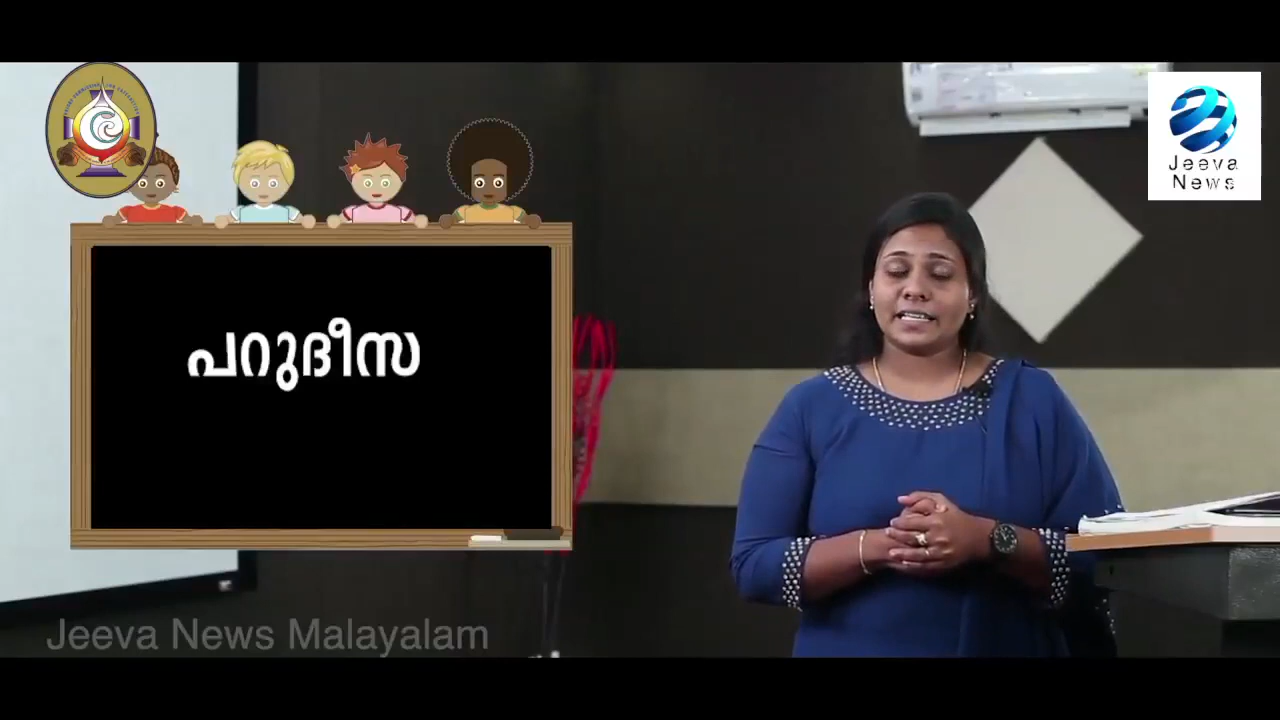 Jeeva
News
പറുദീസ
Jeeva News Malayalam